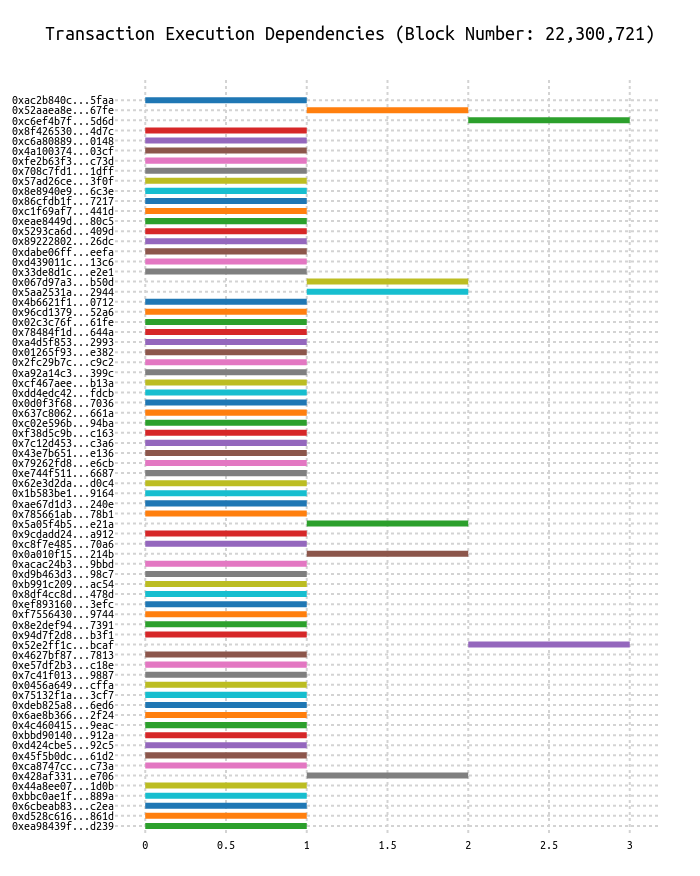 Transaction Execution Dependencies (Block Number: 22,300,721)
0xac2b840c...5faa
0x52aaea8e...67fe
0xc6ef4b7f...5d6d
0x8f426530...4d7c
0xc6a80889...0148
0x4a100374...03cf
0xfe2b63f3...c73d
0x708c7fd1...1dff
0x57ad26ce...3f0f
0x8e8940e9...6c3e
0x86cfdb1f...7217
0xc1f69af7...441d
0xeae8449d...80c5
0x5293ca6d...409d
0x89222802...26dc
0xdabe06ff...eefa
0xd439011c...13c6
0x33de8d1c...e2e1
0x067d97a3...b50d
0x5aa2531a...2944
0x4b6621f1...0712
0x96cd1379...52a6
0x02c3c76f...61fe
0x78484f1d...644a
0xa4d5f853...2993
0x01265f93...e382
0x2fc29b7c...c9c2
0xa92a14c3...399c
0xcf467aee...b13a
0xdd4edc42...fdcb
0x0d0f3f68...7036
0x637c8062...661a
0xc02e596b...94ba
0xf38d5c9b...c163
0x7c12d453...c3a6
0x43e7b651...e136
0x79262fd8...e6cb
0xe744f511...6687
0x62e3d2da...d0c4
0x1b583be1...9164
0xae67d1d3...240e
0x785661ab...78b1
0x5a05f4b5...e21a
0x9cdadd24...a912
0xc8f7e485...70a6
0x0a010f15...214b
0xacac24b3...9bbd
0xd9b463d3...98c7
0xb991c209...ac54
0x8df4cc8d...478d
0xef893160...3efc
0xf7556430...9744
0x8e2def94...7391
0x94d7f2d8...b3f1
0x52e2ff1c...bcaf
0x4627bf87...7813
0xe57df2b3...c18e
0x7c41f013...9887
0x0456a649...cffa
0x75132f1a...3cf7
0xdeb825a8...6ed6
0x6ae8b366...2f24
0x4c460415...9eac
0xbbd90140...912a
0xd424cbe5...92c5
0x45f5b0dc...61d2
0xca8747cc...c73a
0x428af331...e706
0x44a8ee07...1d0b
0xbbc0ae1f...889a
0x6cbeab83...c2ea
0xd528c616...861d
0xea98439f...d239
0 0.5 1 1.5 2 2.5 3